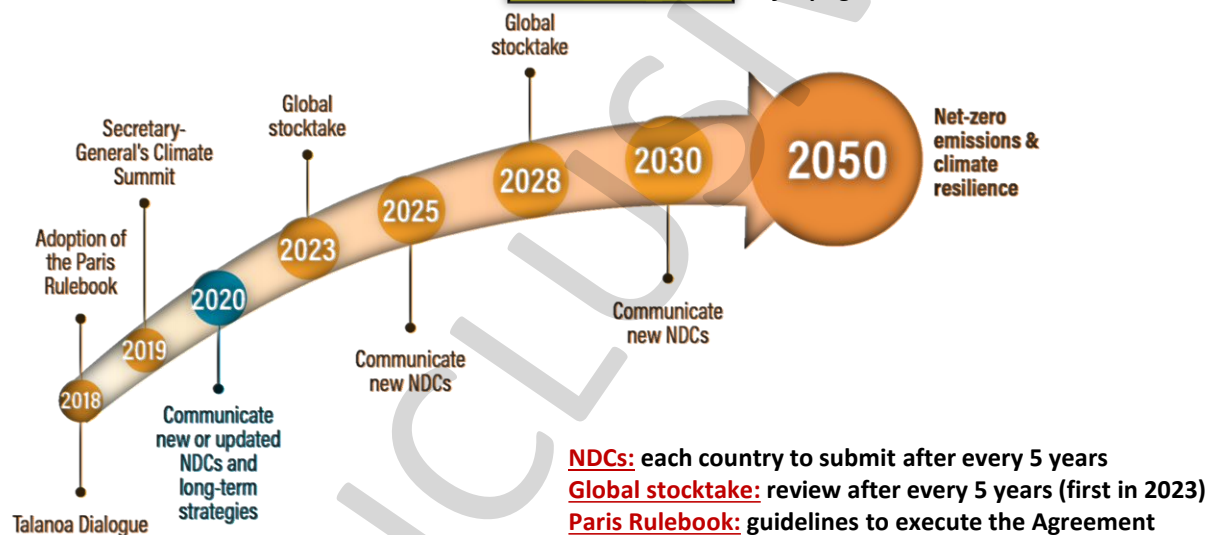 Global
stocktake
Global
stocktake
Secretary-
General's Climate
Summit
Adoption of
the Paris
Rulebook
2018
2019
2020
2023
2025
2028
2030
2050
Net-zero
emissions &
climate
resilience
Communicate
new NDCs
Communicate
new NDCs
Communicate
new or updated
NDCs and
long-term
strategies
Talanoa Dialogue
NDCs: each country to submit after every 5 years
Global stocktake: review after every 5 years (first in 2023)
Paris Rulebook: guidelines to execute the Agreement